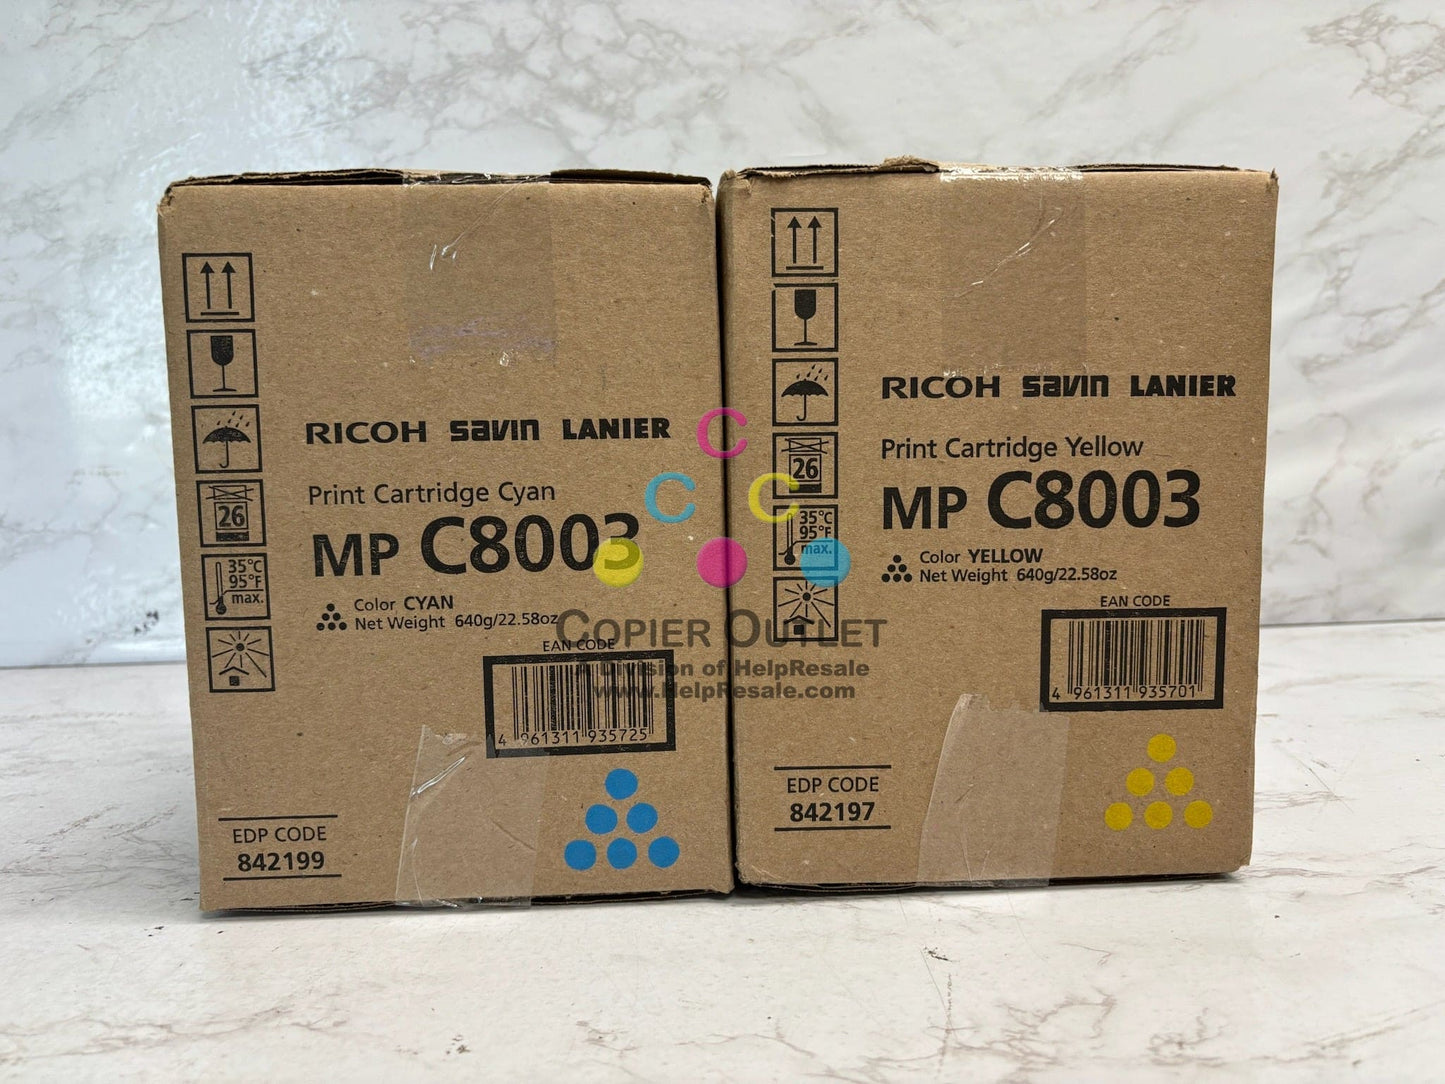 RICOH savin LANIER
Print Cartridge Cyan
MP C8003
Color CYAN
Net Weight 640g/22.58oz
EAN CODE
4 961311 935725
EDP CODE
842199
26
35°C
95°F
max.
RICOH savin LANIER
Print Cartridge Yellow
MP C8003
Color YELLOW
Net Weight 640g/22.58oz
EAN CODE
4 961311 935701
EDP CODE
842197
26
35°C
95°F
max.
C
C C
COPIER OUTLET
A Division of HelpResale
www.HelpResale.com